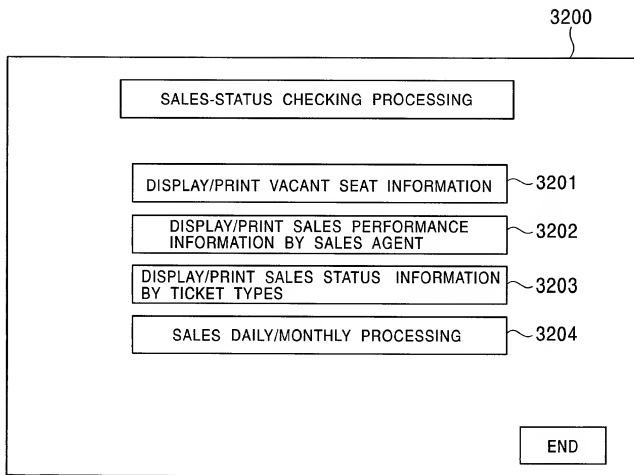 3200
SALES-STATUS CHECKING PROCESSING
DISPLAY/PRINT VACANT SEAT INFORMATION
3201
DISPLAY/PRINT SALES PERFORMANCE
INFORMATION BY SALES AGENT
3202
DISPLAY/PRINT SALES STATUS INFORMATION
BY TICKET TYPES
3203
SALES DAILY/MONTHLY PROCESSING
3204
END